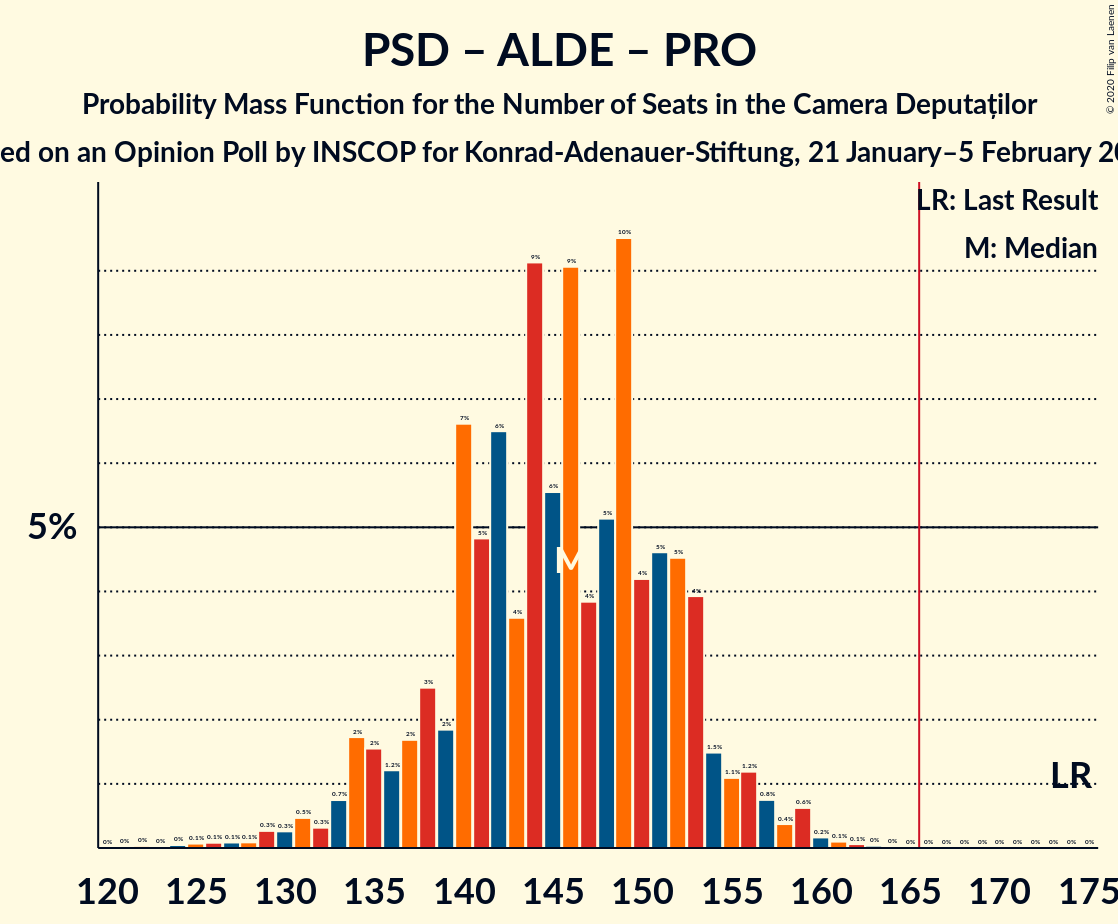 PSD – ALDE – PRO
Probability Mass Function for the Number of Seats in the Camera Deputaților
ed on an Opinion Poll by INSCOP for Konrad-Adenauer-Stiftung, 21 January–5 February 20
© 2020 Filip van Laenen
LR: Last Result
M: Median
5%
0% 0% 0% 0% 0% 0.1% 0.1% 0.1% 0.1% 0.3% 0.3% 0.5% 0.3% 0.7% 2% 2% 1.2% 2% 3% 2% 7% 5% 6% 4% 9% 6% 9% 4% 5% 10% 4% 5% 5% 4% 1.5% 1.1% 1.2% 0.8% 0.4% 0.6% 0.2% 0.1% 0.1% 0% 0% 0% 0% 0% 0% 0% 0% 0% 0% 0% 0% 0%
M
LR
120 125 130 135 140 145 150 155 160 165 170 175